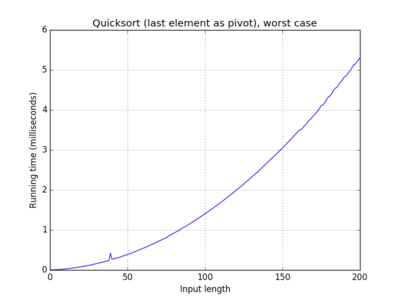 Quicksort (last element as pivot), worst case
6
5
4
3
2
1
0
Running time (milliseconds)
0 50 100 150 200
Input length